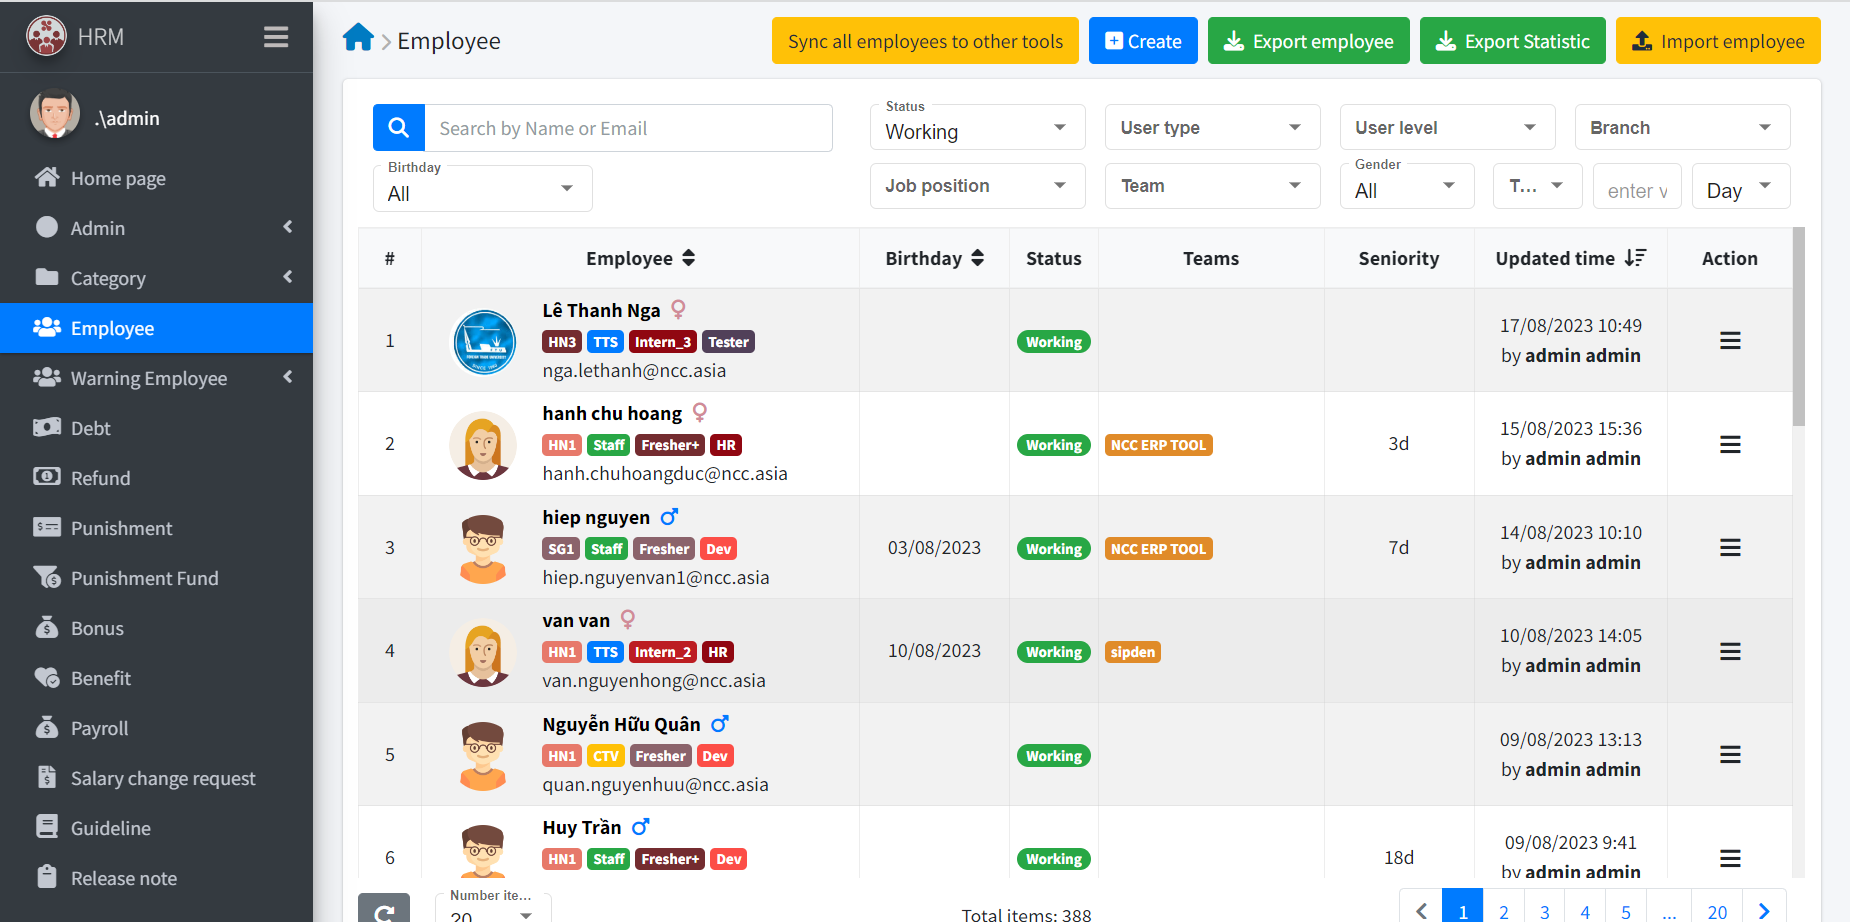 HRM
.\admin
Home page
Admin
Category
Employee
Warning Employee
Debt
Refund
Punishment
Punishment Fund
Bonus
Benefit
Payroll
Salary change request
Guideline
Release note
Employee
Sync all employees to other tools
Create
Export employee
Export Statistic
Import employee
Search by Name or Email
Status
Working
User type
User level
Branch
Birthday
All
Job position
Team
Gender
All
T...
enter v
Day
# Employee Birthday Status Teams Seniority Updated time Action
1
Lê Thanh Nga
HN3 TTS Intern_3 Tester
nga.lethanh@ncc.asia
Working
17/08/2023 10:49
by admin admin
2
hanh chu hoang
HN1 Staff Fresher+ HR
hanh.chuhoangduc@ncc.asia
Working
NCC ERP TOOL
3d
15/08/2023 15:36
by admin admin
3
hiep nguyen
SG1 Staff Fresher Dev
hiep.nguyenvan1@ncc.asia
03/08/2023
Working
NCC ERP TOOL
7d
14/08/2023 10:10
by admin admin
4
van van
HN1 TTS Intern_2 HR
van.nguyenhong@ncc.asia
10/08/2023
Working
sipden
10/08/2023 14:05
by admin admin
5
Nguyễn Hữu Quân
HN1 CTV Fresher Dev
quan.nguyenhuu@ncc.asia
Working
09/08/2023 13:13
by admin admin
6
Huy Trần
HN1 Staff Fresher+ Dev
Working
18d
09/08/2023 9:41
by admin admin
Number ite...
20
Total items: 388
1 2 3 4 5 ... 20